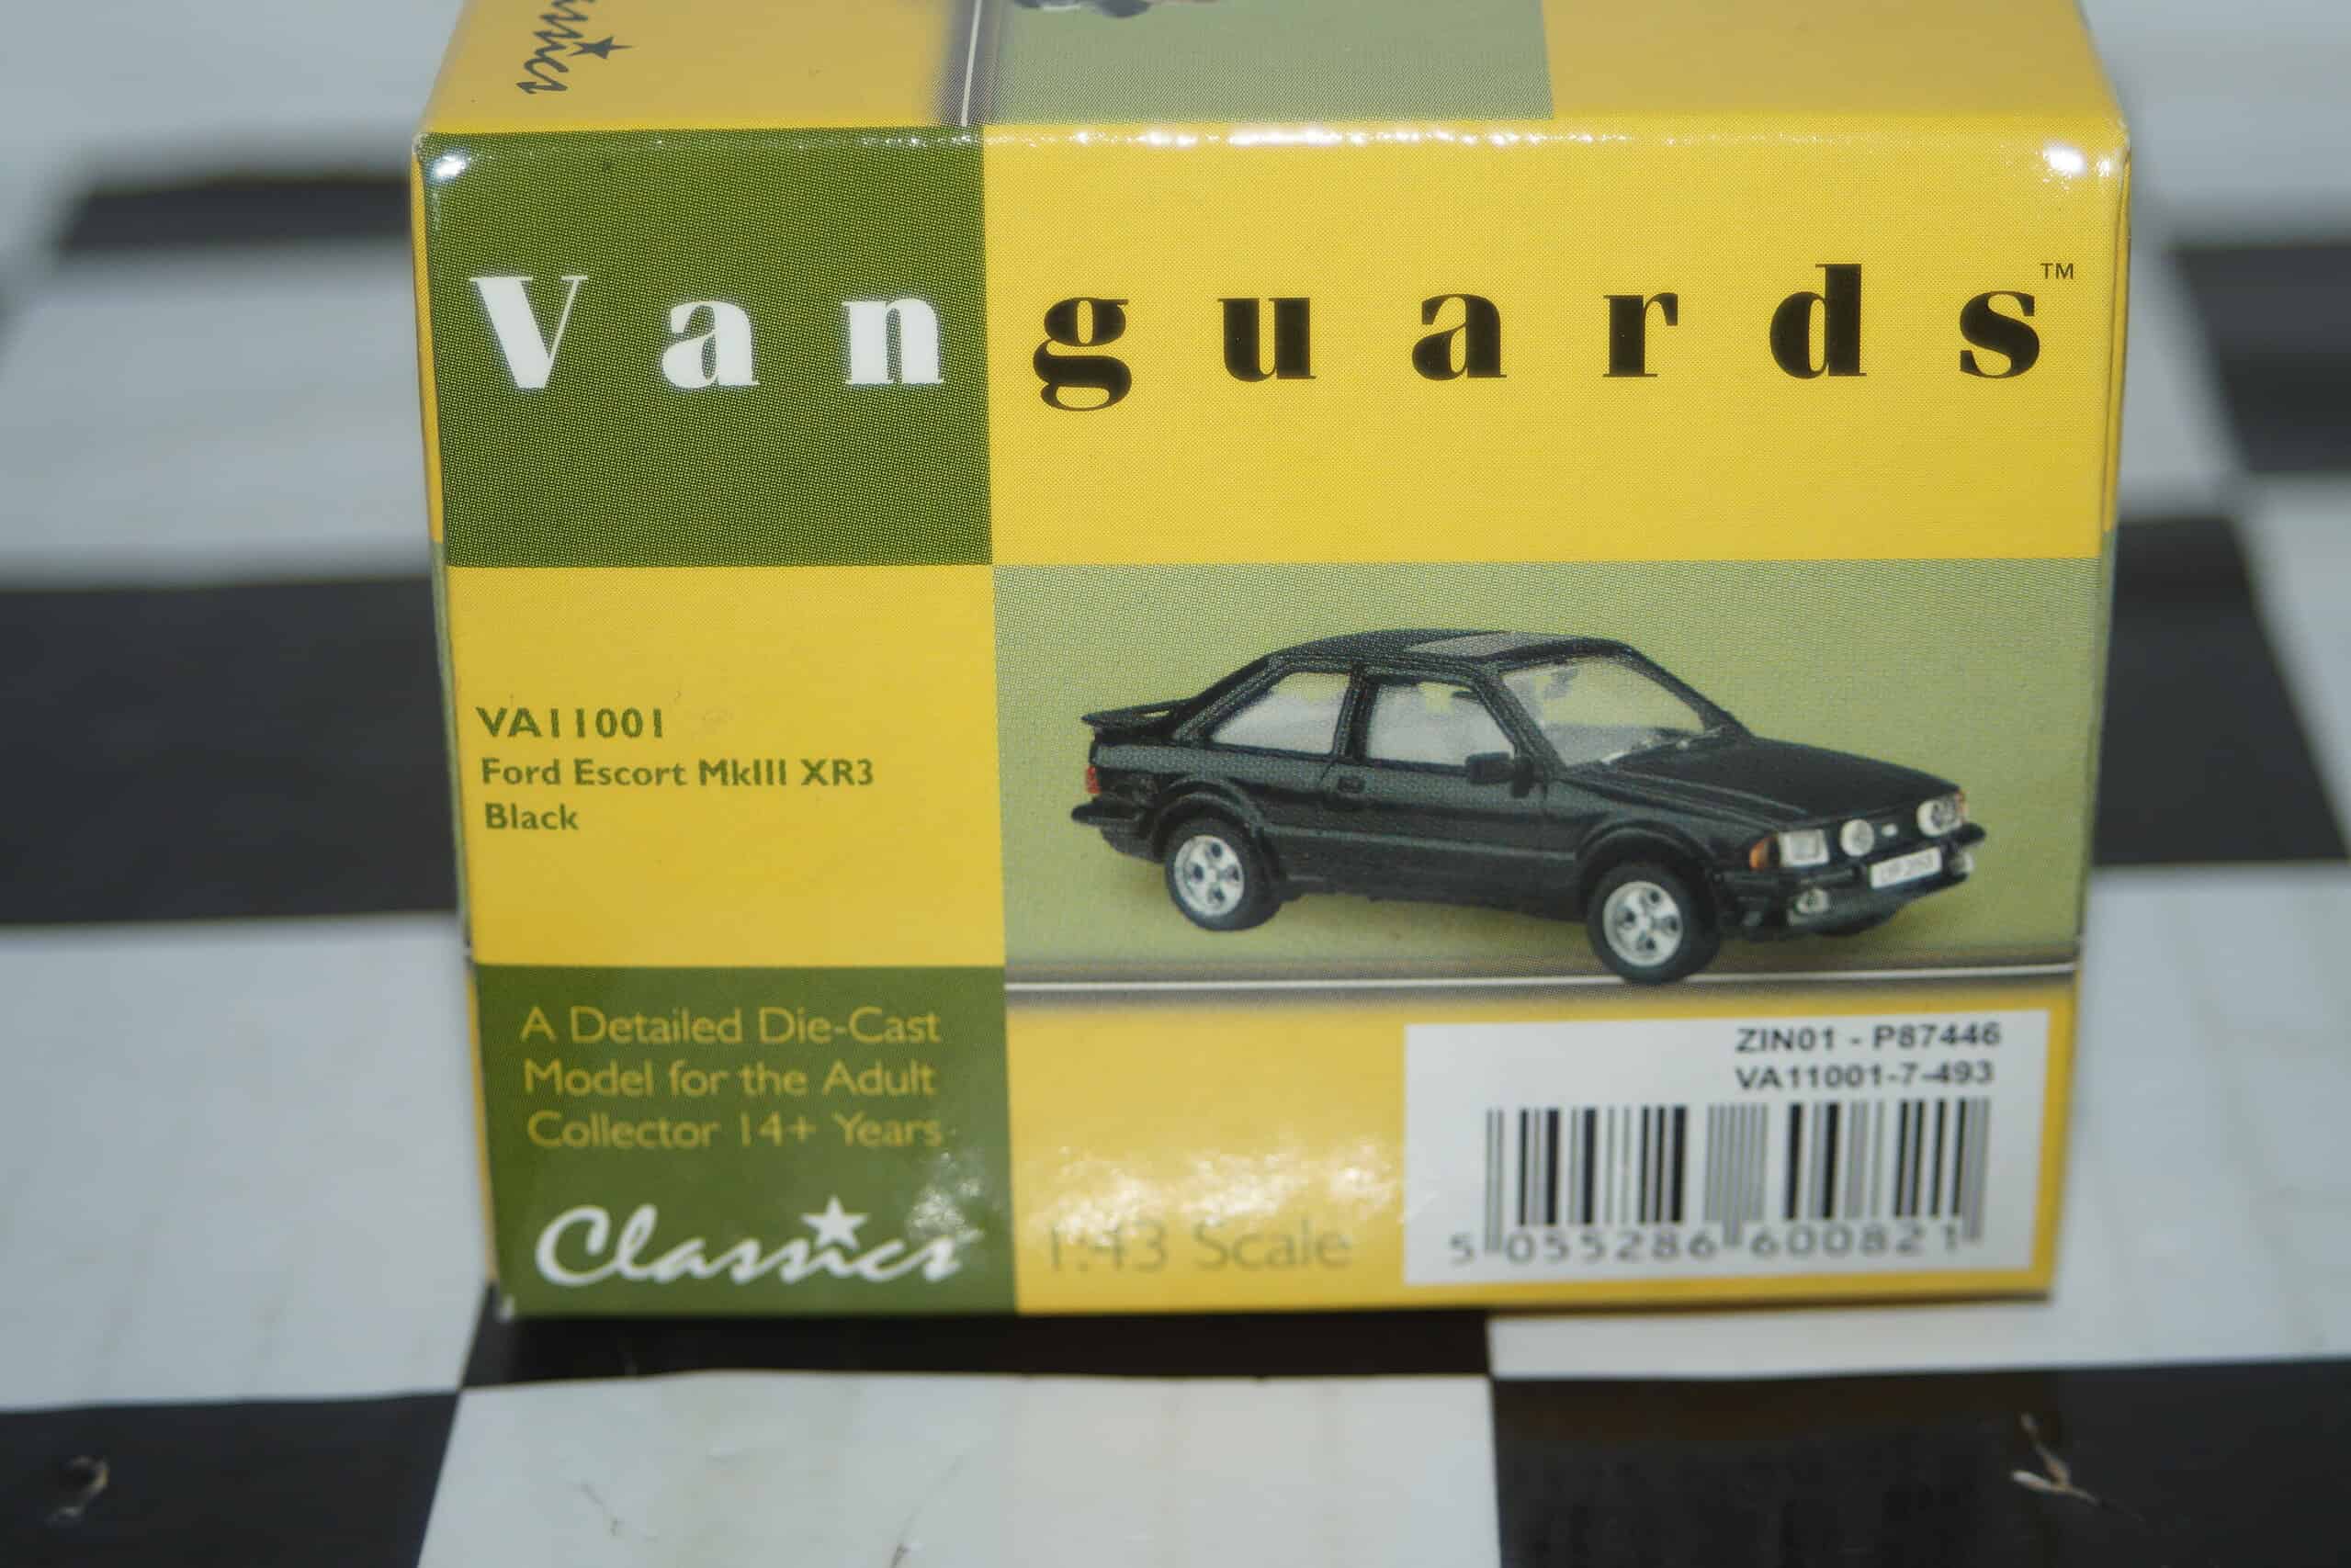 Vanguards™
VA11001
Ford Escort MkIII XR3
Black
A Detailed Die-Cast
Model for the Adult
Collector 14+ Years
Classics
1:43 Scale
ZIN01 - P87446
VA11001-7-493
5 055286 600821